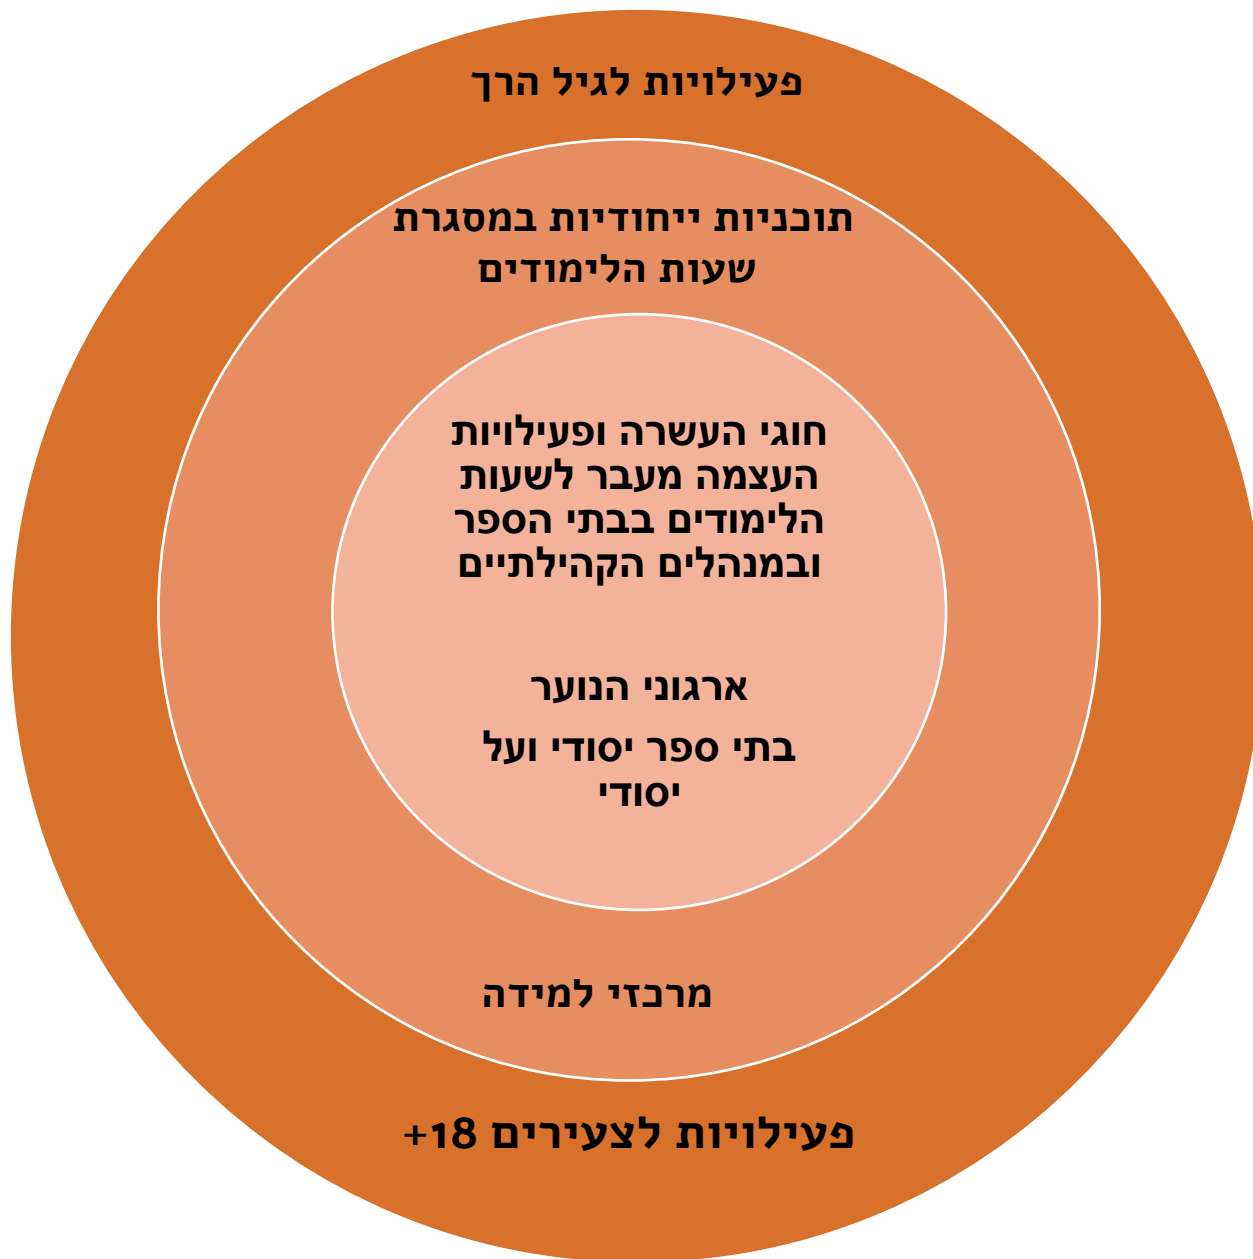 פעילויות לגיל הרך
תוכניות ייחודיות במסגרת
שעות הלימודים
חוגי העשרה ופעילויות
העצמה מעבר לשעות
הלימודים בבתי הספר
ובמנהלים הקהילתיים
ארגוני הנוער
בתי ספר יסודי ועל
יסודי
מרכזי למידה
פעילויות לצעירים 18+